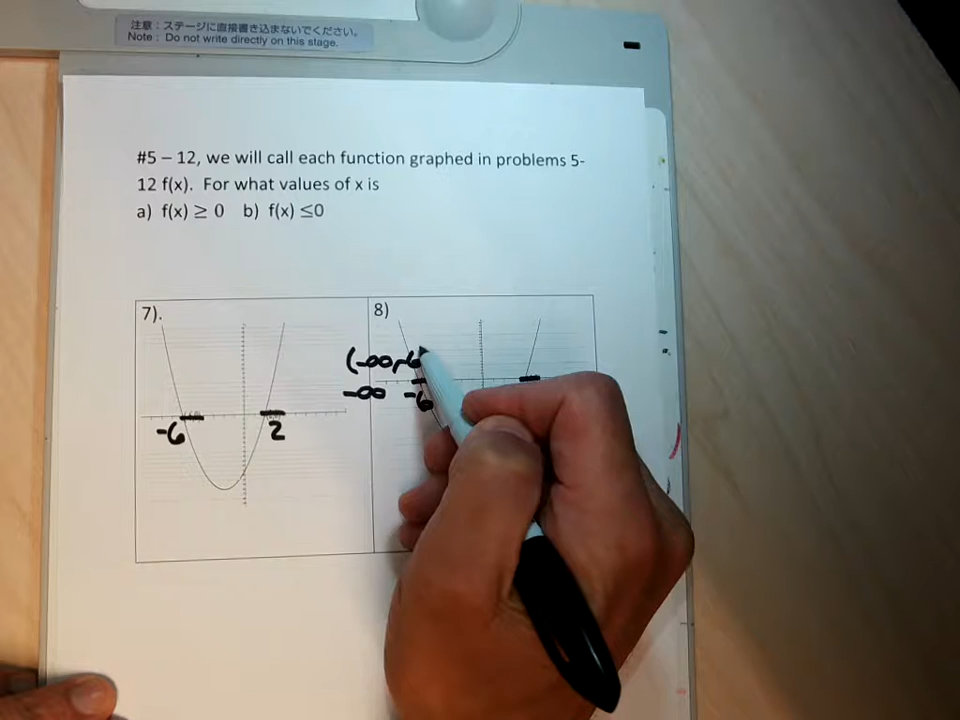 注意：ステージに直接書き込まないでください。
Note : Do not write directly on this stage.
#5 – 12, we will call each function graphed in problems 5-
12 f(x). For what values of x is
a) f(x) ≥ 0 b) f(x) ≤0
7). 8)
(-∞,-6
-∞ -6
-6 2